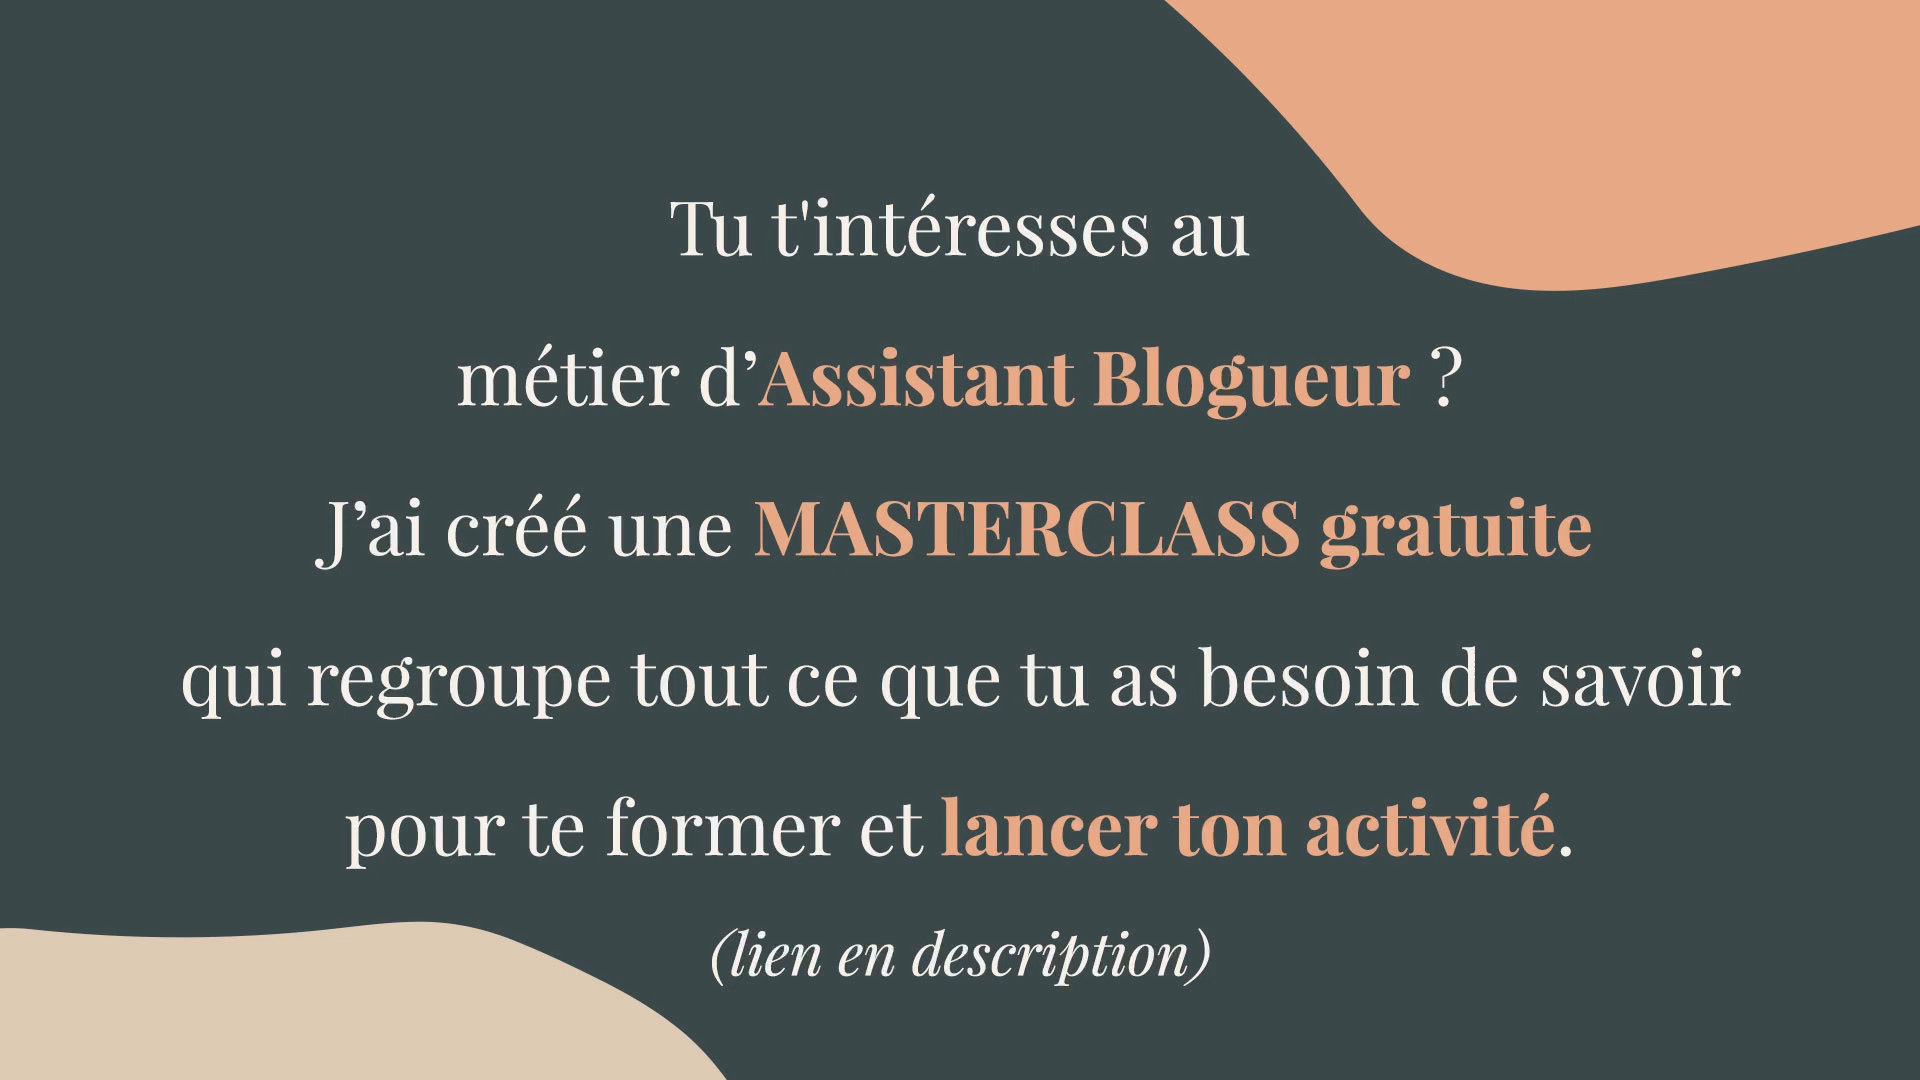 Tu t'intéresses au
métier d’Assistant Blogueur ?
J’ai créé une MASTERCLASS gratuite
qui regroupe tout ce que tu as besoin de savoir
pour te former et lancer ton activité.
(lien en description)